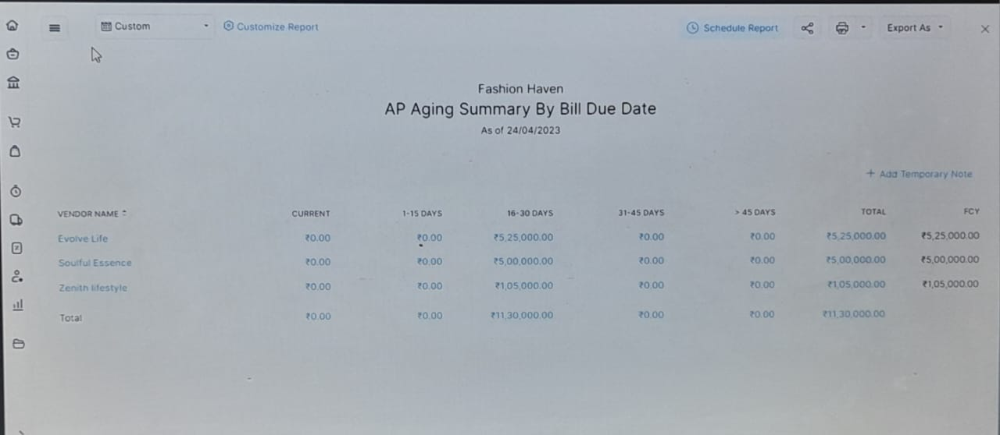 Custom Customize Report Schedule Report Export As
Fashion Haven
AP Aging Summary By Bill Due Date
As of 24/04/2023
+ Add Temporary Note
VENDOR NAME CURRENT 1-15 DAYS 16-30 DAYS 31-45 DAYS > 45 DAYS TOTAL FCY
Evolve Life ₹0.00 ₹0.00 ₹5,25,000.00 ₹0.00 ₹0.00 ₹5,25,000.00 ₹5,25,000.00
Soulful Essence ₹0.00 ₹0.00 ₹5,00,000.00 ₹0.00 ₹0.00 ₹5,00,000.00 ₹5,00,000.00
Zenith lifestyle ₹0.00 ₹0.00 ₹1,05,000.00 ₹0.00 ₹0.00 ₹1,05,000.00 ₹1,05,000.00
Total ₹0.00 ₹0.00 ₹11,30,000.00 ₹0.00 ₹0.00 ₹11,30,000.00